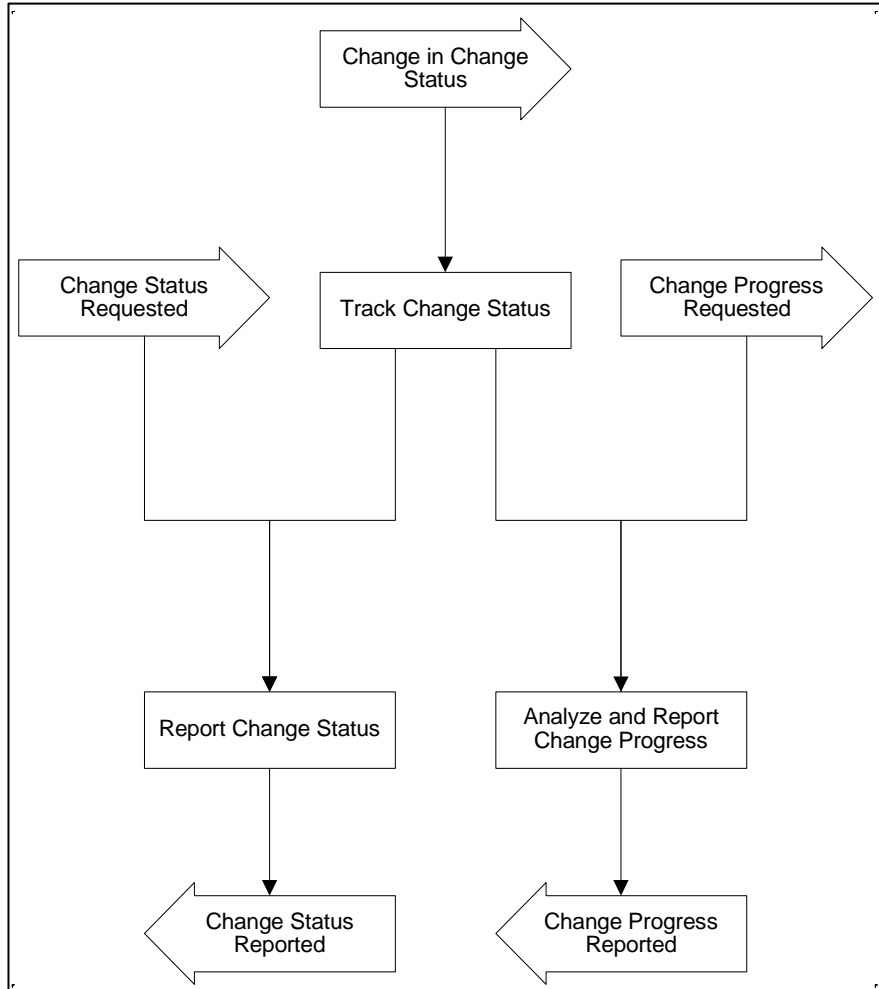 Change in Change
Status
Change Status
Requested
Track Change Status
Change Progress
Requested
Report Change Status
Analyze and Report
Change Progress
Change Status
Reported
Change Progress
Reported